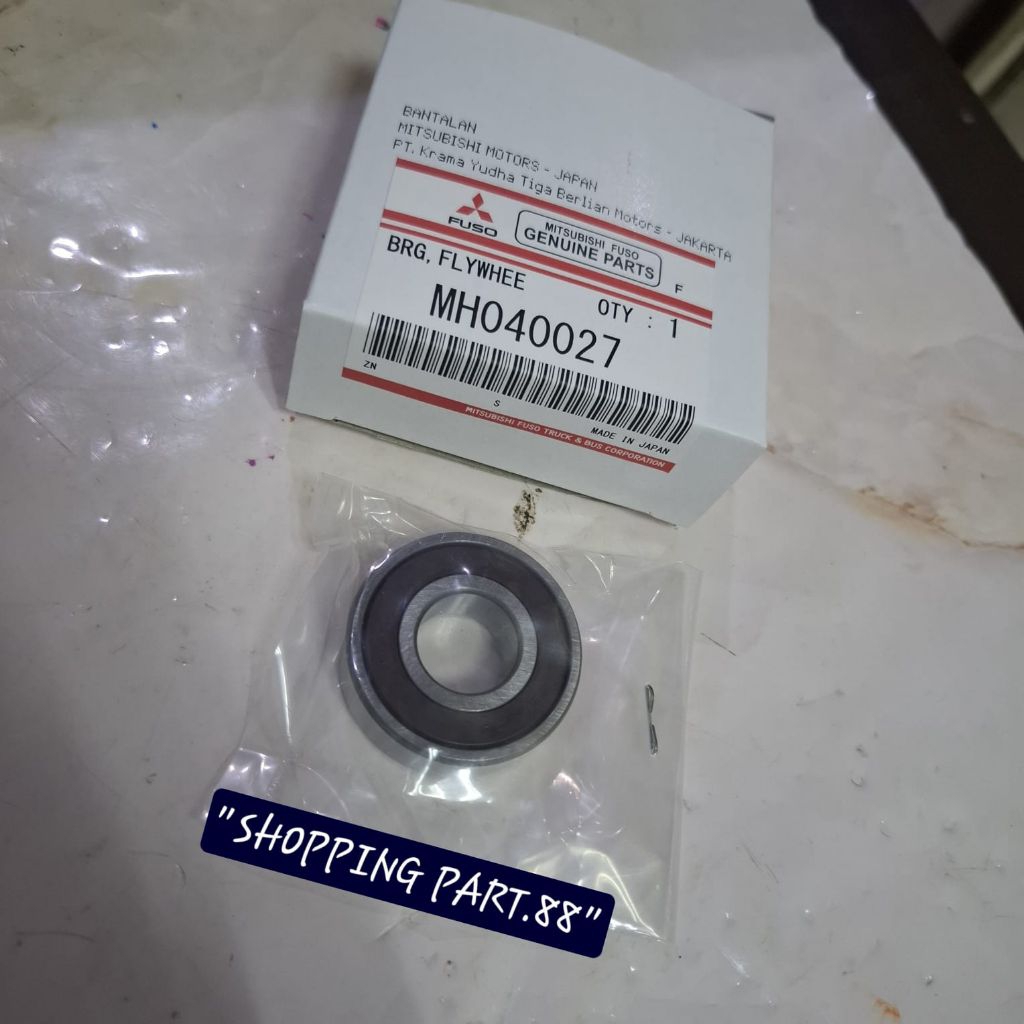 BANTALAN
MITSUBISHI MOTORS - JAPAN
PT. Krama Yudha Tiga Berlian Motors - JAKARTA
FUSO
MITSUBISHI FUSO
GENUINE PARTS
F
BRG, FLYWHEE
QTY : 1
MH040027
ZN
S
MADE IN JAPAN
MITSUBISHI FUSO TRUCK & BUS CORPORATION
"SHOPPING PART.88"